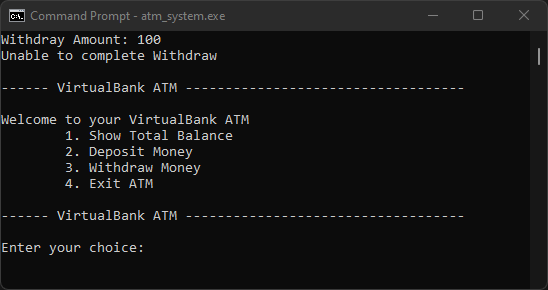 Command Prompt - atm_system.exe
Withdray Amount: 100
Unable to complete Withdraw
------ VirtualBank ATM -----------------------------------
Welcome to your VirtualBank ATM
1. Show Total Balance
2. Deposit Money
3. Withdraw Money
4. Exit ATM
------ VirtualBank ATM -----------------------------------
Enter your choice: